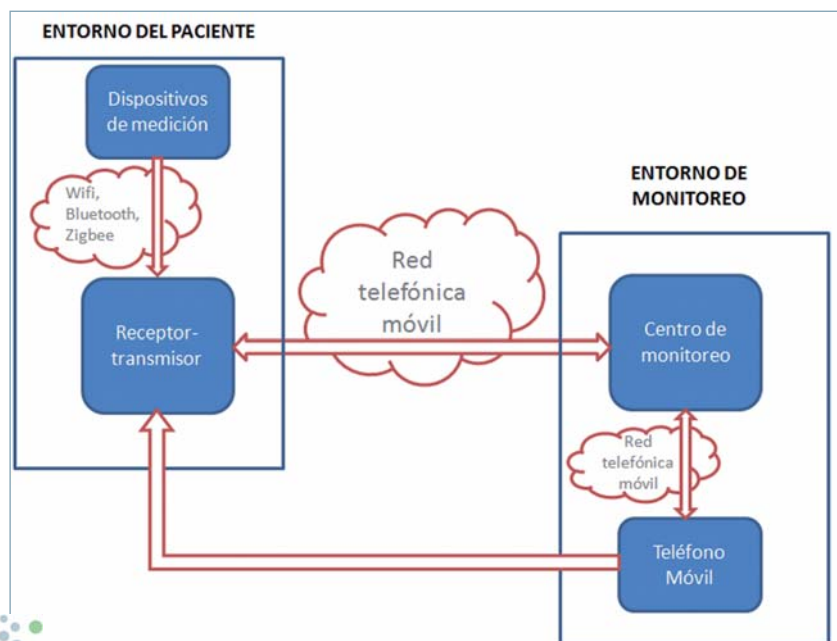 ENTORNO DEL PACIENTE
Dispositivos
de medición
Wifi,
Bluetooth,
Zigbee
Receptor-
transmisor
Red
telefónica
móvil
ENTORNO DE
MONITOREO
Centro de
monitoreo
Red
telefónica
móvil
Teléfono
Móvil